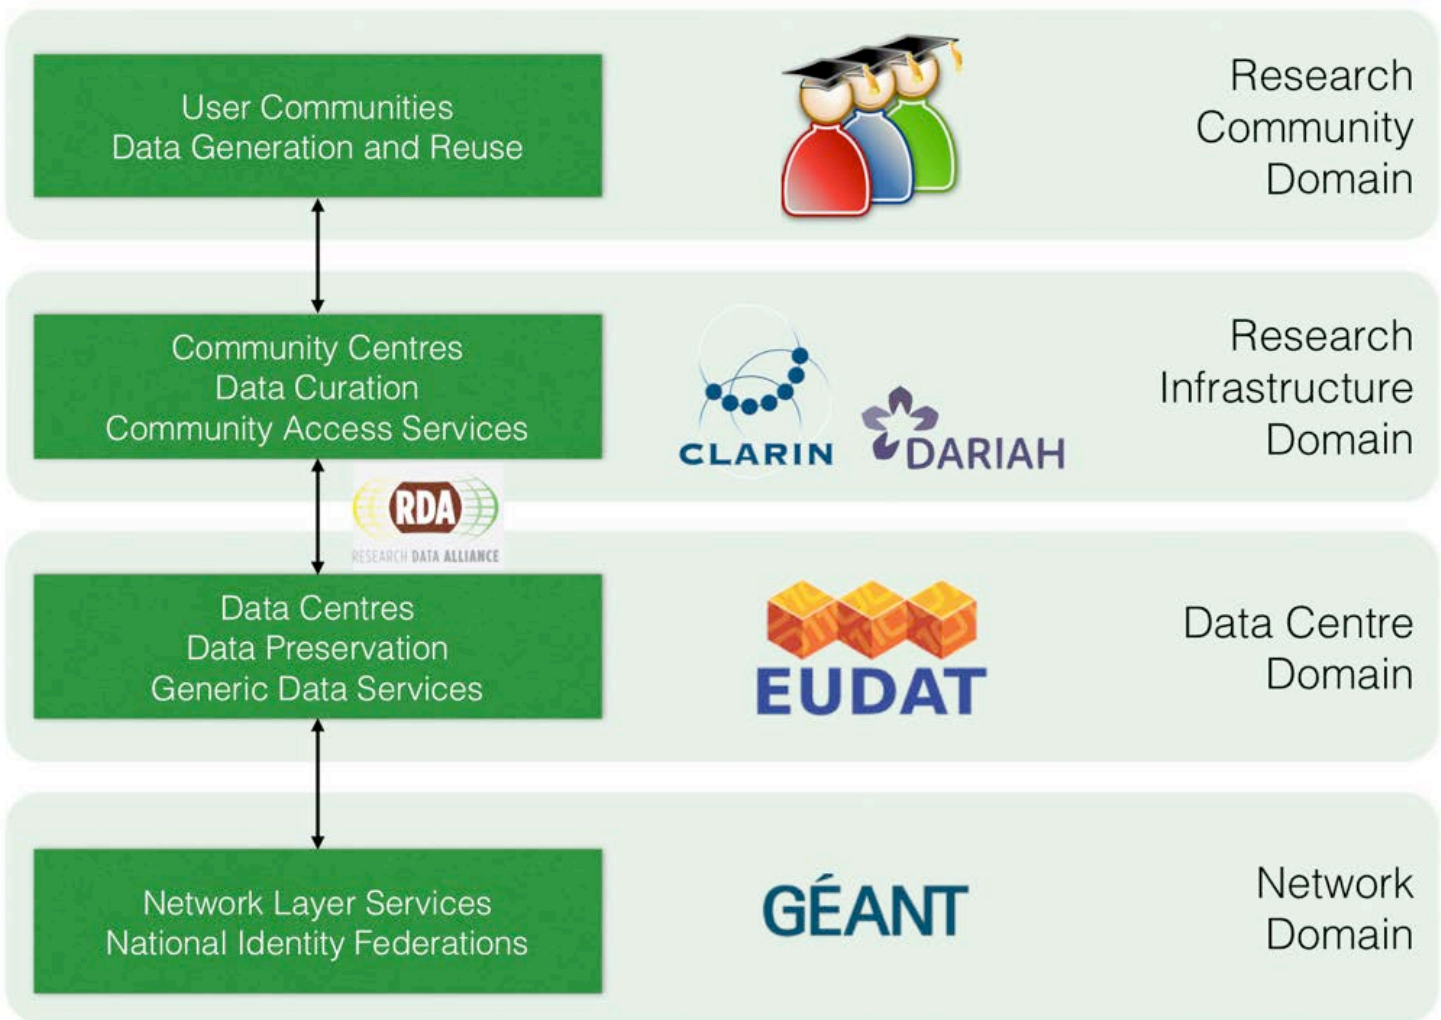 User Communities
Data Generation and Reuse
Research
Community
Domain
Community Centres
Data Curation
Community Access Services
CLARIN
DARIAH
Research
Infrastructure
Domain
RDA
RESEARCH DATA ALLIANCE
Data Centres
Data Preservation
Generic Data Services
EUDAT
Data Centre
Domain
Network Layer Services
National Identity Federations
GÉANT
Network
Domain